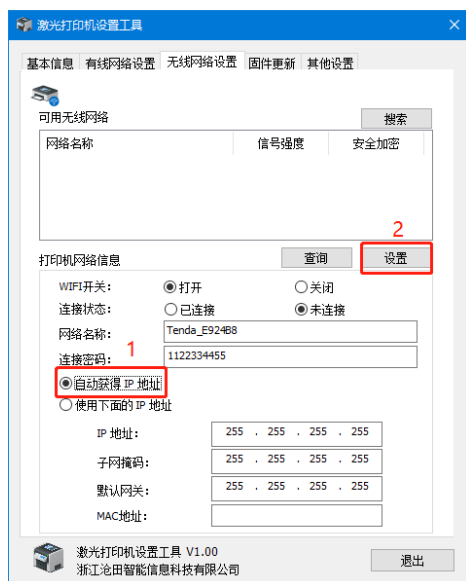 激光打印机设置工具
基本信息 有线网络设置 无线网络设置 固件更新 其他设置
可用无线网络 搜索
网络名称 信号强度 安全加密
2
打印机网络信息 查询 设置
WIFI开关: 打开 关闭
连接状态: 已连接 未连接
网络名称: Tenda_E924B8
1
连接密码: 1122334455
自动获得 IP 地址
使用下面的 IP 地址
IP 地址: 255 . 255 . 255 . 255
子网掩码: 255 . 255 . 255 . 255
默认网关: 255 . 255 . 255 . 255
MAC地址:
激光打印机设置工具 V1.00
浙江沧田智能信息科技有限公司 退出